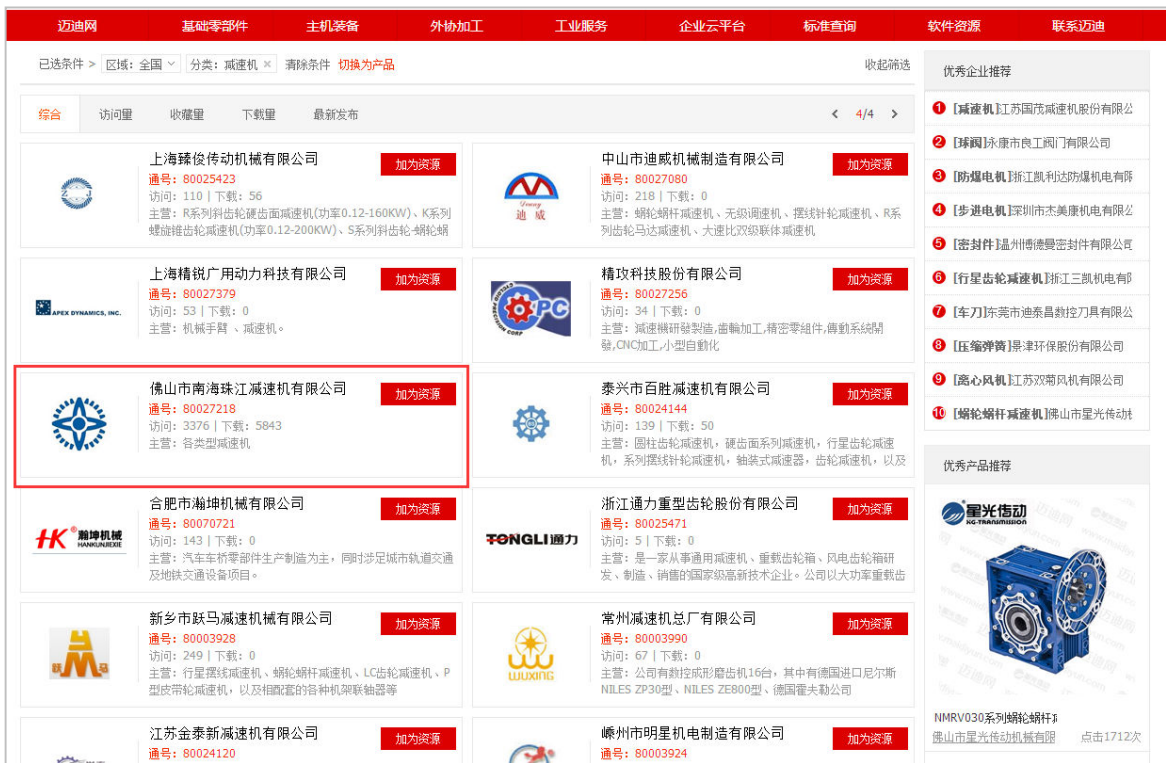 迈迪网 基础零部件 主机装备 外协加工 工业服务 企业云平台 标准查询 软件资源 联系迈迪
已选条件 > 区域: 全国 分类: 减速机 × 清除条件 切换为产品 收起筛选
综合 访问量 收藏量 下载量 最新发布 < 4/4 >
上海臻俊传动机械有限公司 加为资源
通号: 80025423
访问: 110 | 下载: 56
主营: R系列斜齿轮硬齿面减速机(功率0.12-160KW)、K系列
螺旋锥齿轮减速机(功率0.12-200KW)、S系列斜齿轮-蜗轮蜗
中山市迪威机械制造有限公司 加为资源
Deway
迪 威
通号: 80027080
访问: 218 | 下载: 0
主营: 蜗轮蜗杆减速机、无级调速机、摆线针轮减速机、R系
列齿轮马达减速机、大速比双级联体减速机
上海精锐广用动力科技有限公司 加为资源
APEX DYNAMICS, INC.
通号: 80027379
访问: 53 | 下载: 0
主营: 机械手臂 、减速机。
精攻科技股份有限公司 加为资源
CYCLOID PRECISION CORP
CPC
通号: 80027256
访问: 34 | 下载: 0
主营: 減速機研發製造,齒輪加工,精密零組件,傳動系統開
發,CNC加工,小型自動化
佛山市南海珠江减速机有限公司 加为资源
通号: 80027218
访问: 3376 | 下载: 5843
主营: 各类型减速机
泰兴市百胜减速机有限公司 加为资源
通号: 80024144
访问: 139 | 下载: 50
主营: 圆柱齿轮减速机，硬齿面系列减速机，行星齿轮减速
机，系列摆线针轮减速机，轴装式减速器，齿轮减速机，以及
合肥市瀚坤机械有限公司 加为资源
HK® 瀚坤机械
HANKUNJIEXIE
通号: 80070721
访问: 143 | 下载: 0
主营: 汽车车桥零部件生产制造为主，同时涉足城市轨道交通
及地铁交通设备项目。
浙江通力重型齿轮股份有限公司 加为资源
TONGLI通力
通号: 80025471
访问: 5 | 下载: 0
主营: 是一家从事通用减速机、重载齿轮箱、风电齿轮箱研
发、制造、销售的国家级高新技术企业。公司以大功率重载齿
新乡市跃马减速机械有限公司 加为资源
跃 马
通号: 80003928
访问: 249 | 下载: 0
主营: 行星摆线减速机、蜗轮蜗杆减速机、LC齿轮减速机、P
型皮带轮减速机，以及相配套的各种机架联轴器等
常州减速机总厂有限公司 加为资源
WUXING
通号: 80003990
访问: 67 | 下载: 0
主营: 公司有数控成形磨齿机16台，其中有德国进口尼尔斯
NILES ZP30型、NILES ZE800型、德国霍夫勒公司
江苏金泰新减速机有限公司 加为资源
通号: 80024120
嵊州市明星机电制造有限公司 加为资源
通号: 80003924
优秀企业推荐
1 [减速机]江苏国茂减速机股份有限公
2 [球阀]永康市良工阀门有限公司
3 [防爆电机]浙江凯利达防爆机电有限
4 [步进电机]深圳市杰美康机电有限公
5 [密封件]温州博德曼密封件有限公司
6 [行星齿轮减速机]浙江三凯机电有限
7 [车刀]东莞市迪泰昌数控刀具有限公
8 [压缩弹簧]景津环保股份有限公司
9 [离心风机]江苏双菊风机有限公司
10 [蜗轮蜗杆减速机]佛山市星光传动
优秀产品推荐
星光传动
XG-TRANSMISSION
NMRV030系列蜗轮蜗杆
佛山市星光传动机械有限 点击1712次